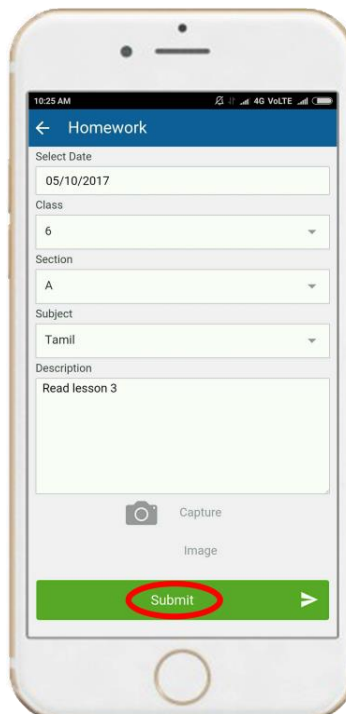 10:25 AM 4G VoLTE
Homework
Select Date
05/10/2017
Class
6
Section
A
Subject
Tamil
Description
Read lesson 3
Capture
Image
Submit